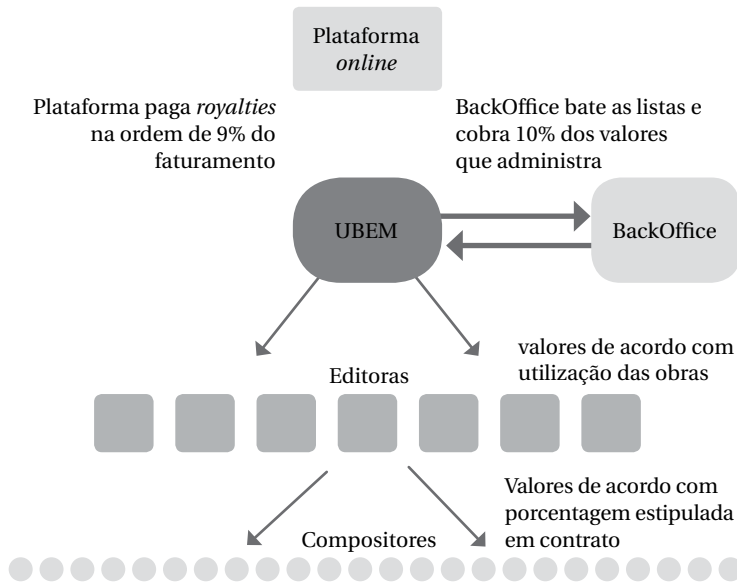 Plataforma
online
Plataforma paga royalties
na ordem de 9% do
faturamento
BackOffice bate as listas e
cobra 10% dos valores
que administra
UBEM
BackOffice
valores de acordo com
utilização das obras
Editoras
Valores de acordo com
porcentagem estipulada
em contrato
Compositores